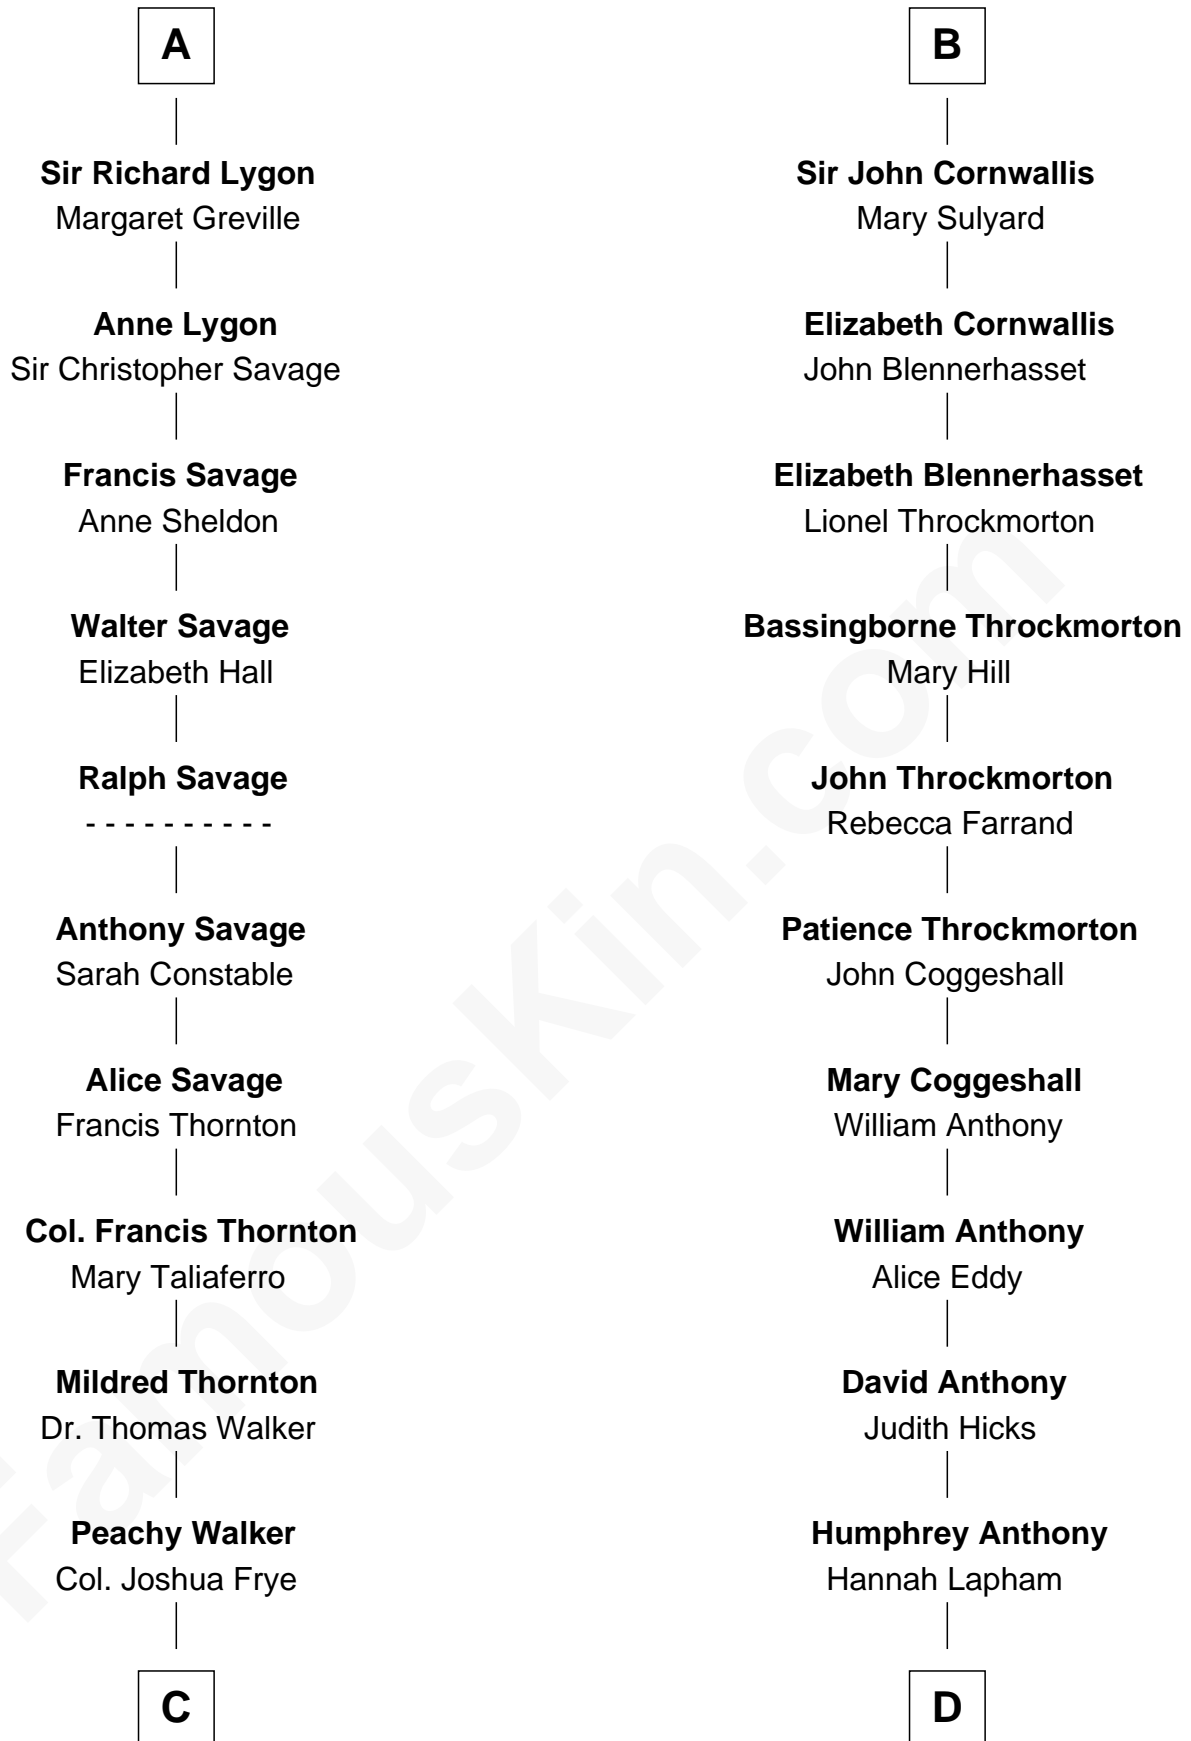 A
Sir Richard Lygon
Margaret Greville
Anne Lygon
Sir Christopher Savage
Francis Savage
Anne Sheldon
Walter Savage
Elizabeth Hall
Ralph Savage
- - - - - - - - - -
Anthony Savage
Sarah Constable
Alice Savage
Francis Thornton
Col. Francis Thornton
Mary Taliaferro
Mildred Thornton
Dr. Thomas Walker
Peachy Walker
Col. Joshua Frye
C
B
Sir John Cornwallis
Mary Sulyard
Elizabeth Cornwallis
John Blennerhasset
Elizabeth Blennerhasset
Lionel Throckmorton
Bassingborne Throckmorton
Mary Hill
John Throckmorton
Rebecca Farrand
Patience Throckmorton
John Coggeshall
Mary Coggeshall
William Anthony
William Anthony
Alice Eddy
David Anthony
Judith Hicks
Humphrey Anthony
Hannah Lapham
D
FamousKin.com